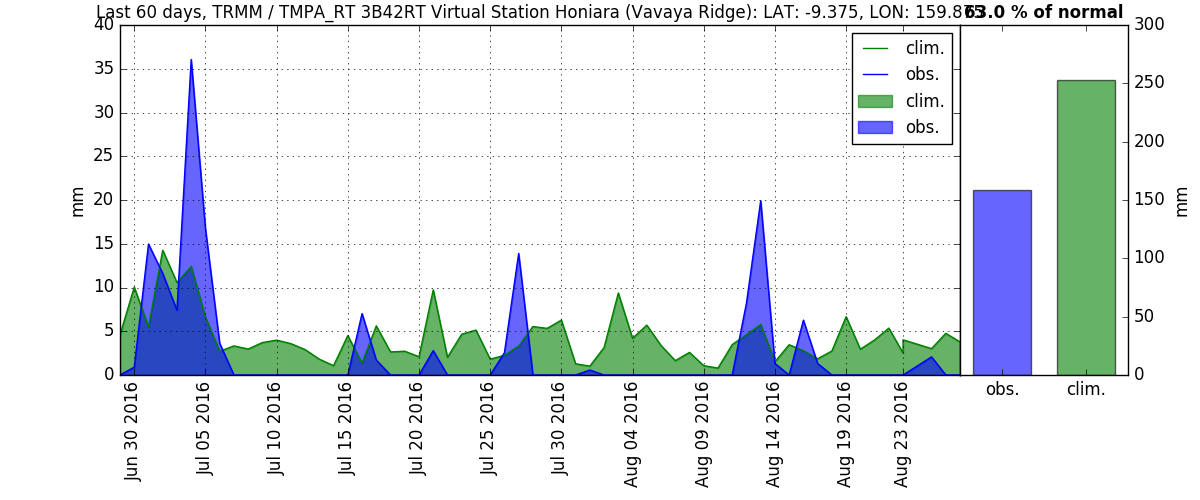 Last 60 days, TRMM / TMPA_RT 3B42RT Virtual Station Honiara (Vavaya Ridge): LAT: -9.375, LON: 159.875
63.0 % of normal
40
35
30
25
20
15
10
5
0
mm
clim.
obs.
clim.
obs.
300
250
200
150
100
50
0
mm
Jun 30 2016
Jul 05 2016
Jul 10 2016
Jul 15 2016
Jul 20 2016
Jul 25 2016
Jul 30 2016
Aug 04 2016
Aug 09 2016
Aug 14 2016
Aug 19 2016
Aug 23 2016
obs.
clim.